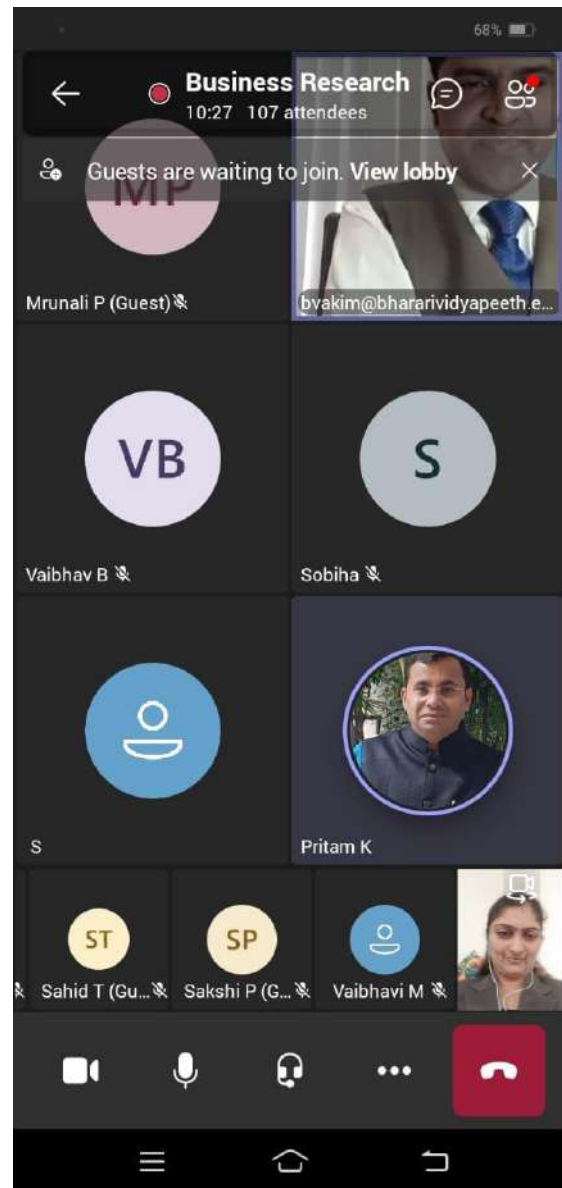 68%
Business Research
10:27 107 attendees
Guests are waiting to join. View lobby
MP
Mrunali P (Guest)
bvakim@bhararividyapeeth.e...
VB
S
Vaibhav B
Sobiha
S
Pritam K
ST
SP
Sahid T (Gu...
Sakshi P (G...
Vaibhavi M